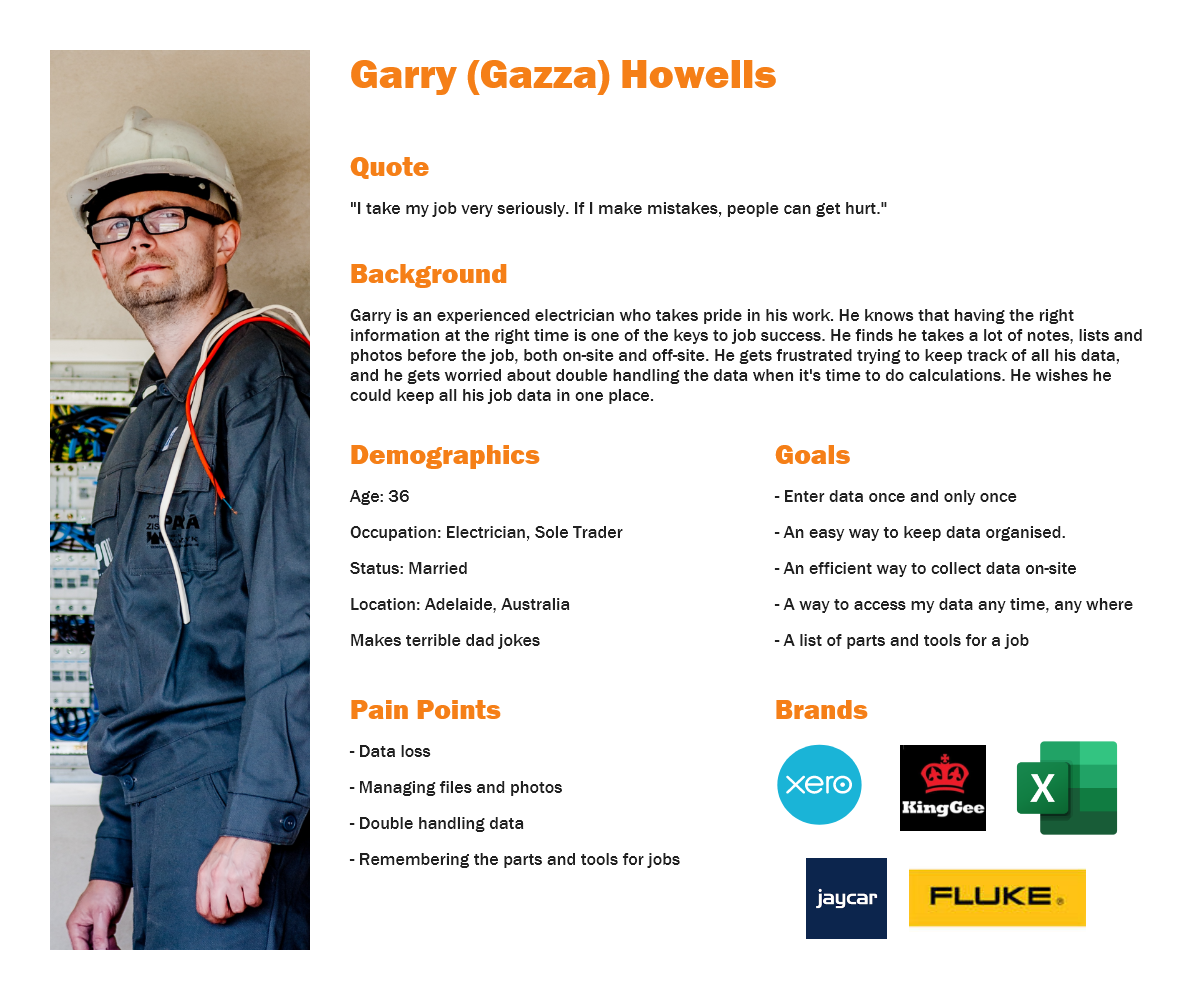 Garry (Gazza) Howells
Quote
"I take my job very seriously. If I make mistakes, people can get hurt."
Background
Garry is an experienced electrician who takes pride in his work. He knows that having the right
information at the right time is one of the keys to job success. He finds he takes a lot of notes, lists and
photos before the job, both on-site and off-site. He gets frustrated trying to keep track of all his data,
and he gets worried about double handling the data when it's time to do calculations. He wishes he
could keep all his job data in one place.
Demographics
Age: 36
Occupation: Electrician, Sole Trader
Status: Married
Location: Adelaide, Australia
Makes terrible dad jokes
Goals
- Enter data once and only once
- An easy way to keep data organised.
- An efficient way to collect data on-site
- A way to access my data any time, any where
- A list of parts and tools for a job
Pain Points
- Data loss
- Managing files and photos
- Double handling data
- Remembering the parts and tools for jobs
Brands
xero
KingGee
X
jaycar
FLUKE®